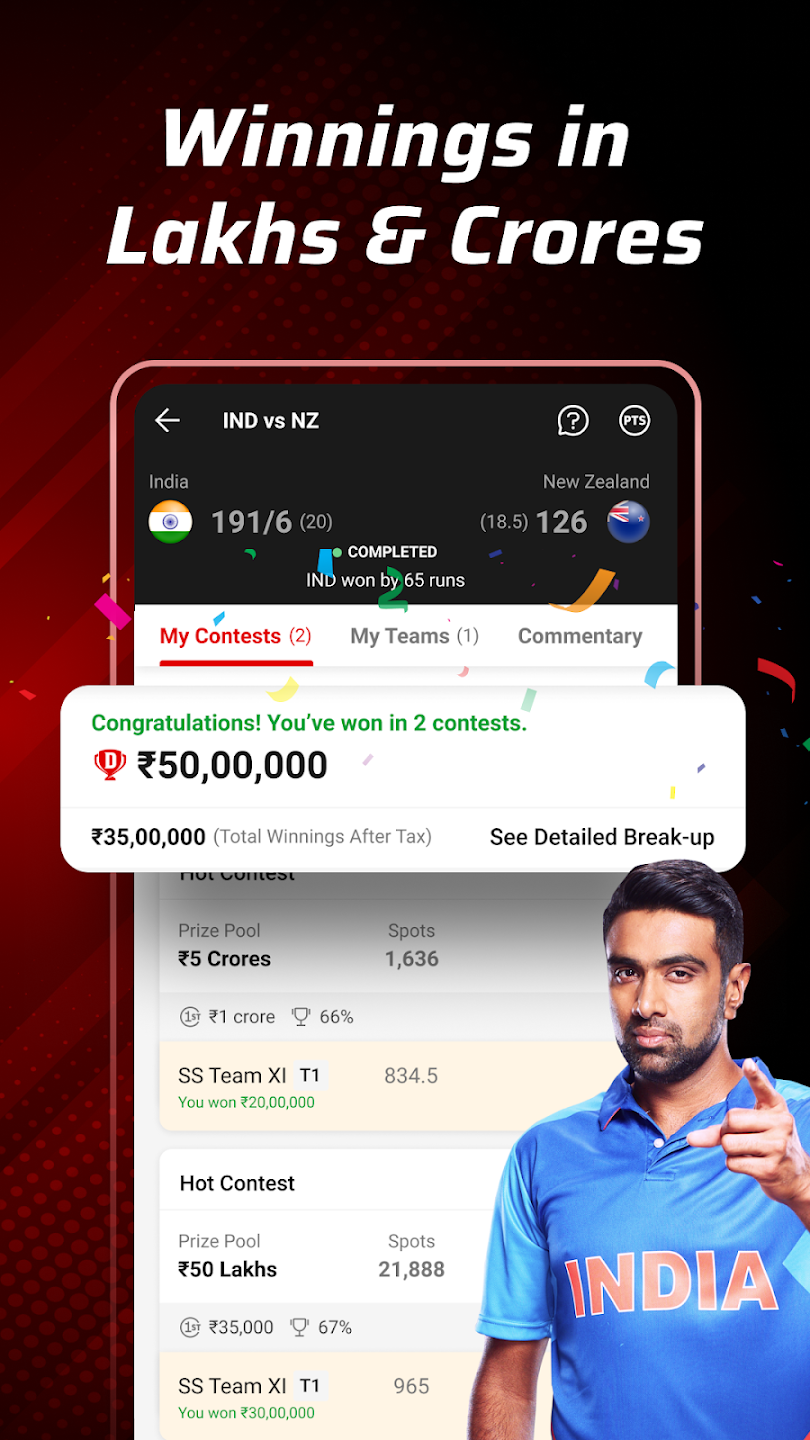 Winnings in
Lakhs & Crores
IND vs NZ
PTS
India
New Zealand
191/6 (20)
(18.5) 126
COMPLETED
IND won by 65 runs
2
My Contests (2)
My Teams (1)
Commentary
Congratulations! You've won in 2 contests.
D
₹50,00,000
₹35,00,000 (Total Winnings After Tax)
See Detailed Break-up
Hot Contest
Prize Pool
Spots
₹5 Crores
1,636
1ST ₹1 crore
66%
SS Team XI T1
834.5
You won ₹20,00,000
Hot Contest
Prize Pool
Spots
₹50 Lakhs
21,888
1ST ₹35,000
67%
SS Team XI T1
965
You won ₹30,00,000
INDIA